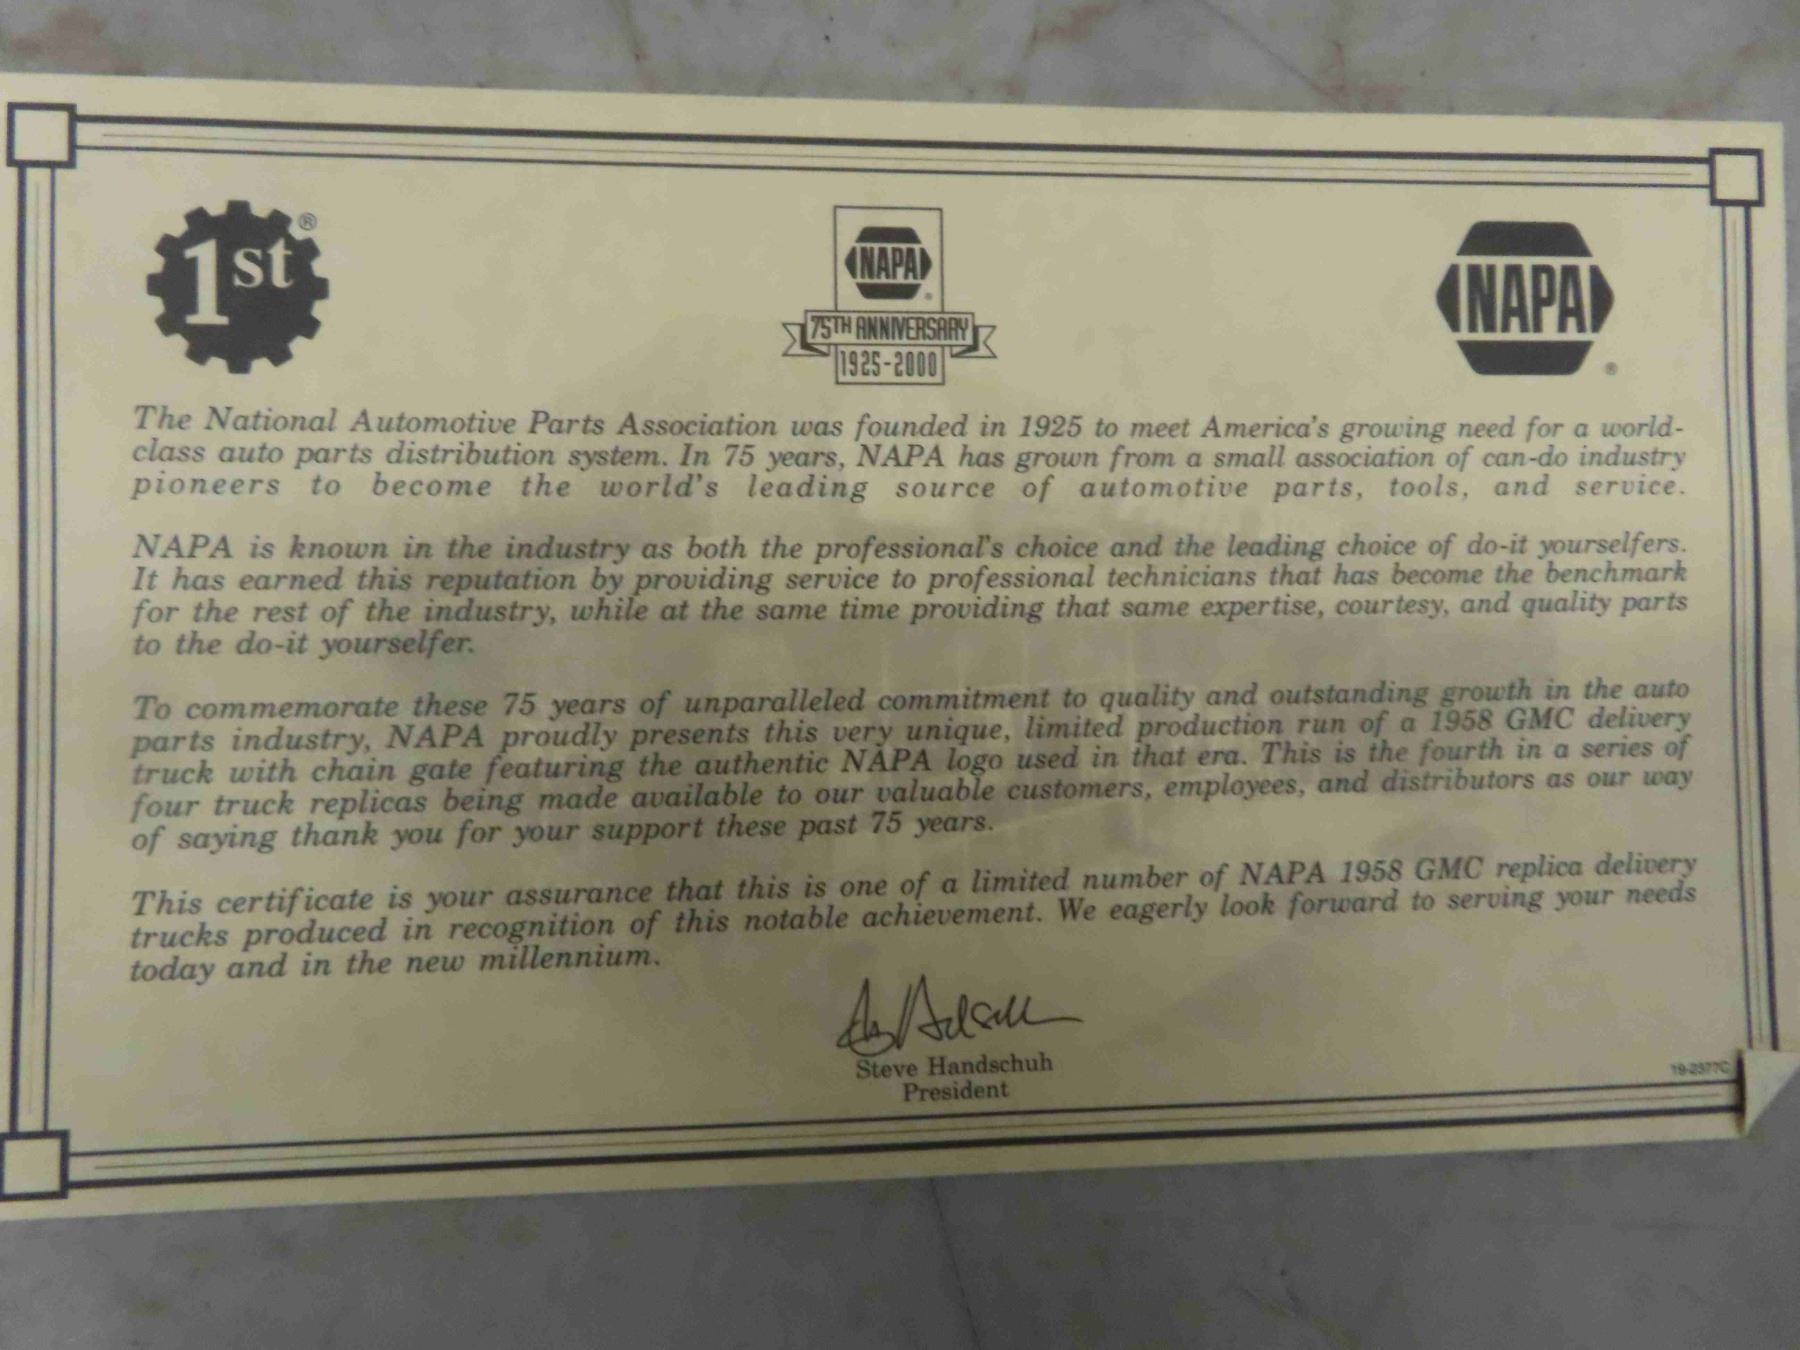 1st ®
NAPA ®
75TH ANNIVERSARY
1925-2000
NAPA ®
The National Automotive Parts Association was founded in 1925 to meet America's growing need for a world-
class auto parts distribution system. In 75 years, NAPA has grown from a small association of can-do industry
pioneers to become the world's leading source of automotive parts, tools, and service.
NAPA is known in the industry as both the professional's choice and the leading choice of do-it yourselfers.
It has earned this reputation by providing service to professional technicians that has become the benchmark
for the rest of the industry, while at the same time providing that same expertise, courtesy, and quality parts
to the do-it yourselfer.
To commemorate these 75 years of unparalleled commitment to quality and outstanding growth in the auto
parts industry, NAPA proudly presents this very unique, limited production run of a 1958 GMC delivery
truck with chain gate featuring the authentic NAPA logo used in that era. This is the fourth in a series of
four truck replicas being made available to our valuable customers, employees, and distributors as our way
of saying thank you for your support these past 75 years.
This certificate is your assurance that this is one of a limited number of NAPA 1958 GMC replica delivery
trucks produced in recognition of this notable achievement. We eagerly look forward to serving your needs
today and in the new millennium.
Steve Handschuh
President
19-2377C